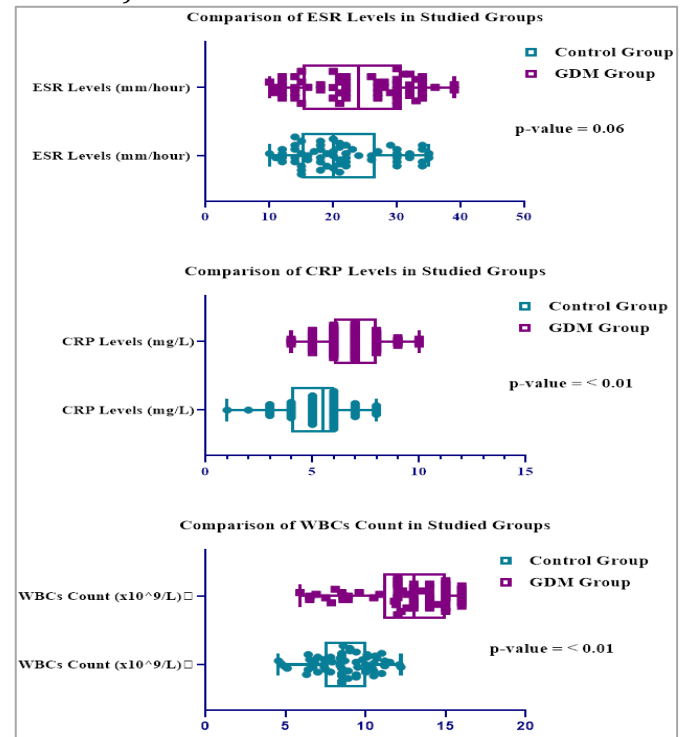 Comparison of ESR Levels in Studied Groups
Control Group
GDM Group
ESR Levels (mm/hour)
p-value = 0.06
ESR Levels (mm/hour)
0 10 20 30 40 50
Comparison of CRP Levels in Studied Groups
Control Group
GDM Group
CRP Levels (mg/L)
p-value = < 0.01
CRP Levels (mg/L)
0 5 10 15
Comparison of WBCs Count in Studied Groups
Control Group
GDM Group
WBCs Count (x10^9/L)□
p-value = < 0.01
WBCs Count (x10^9/L)□
0 5 10 15 20